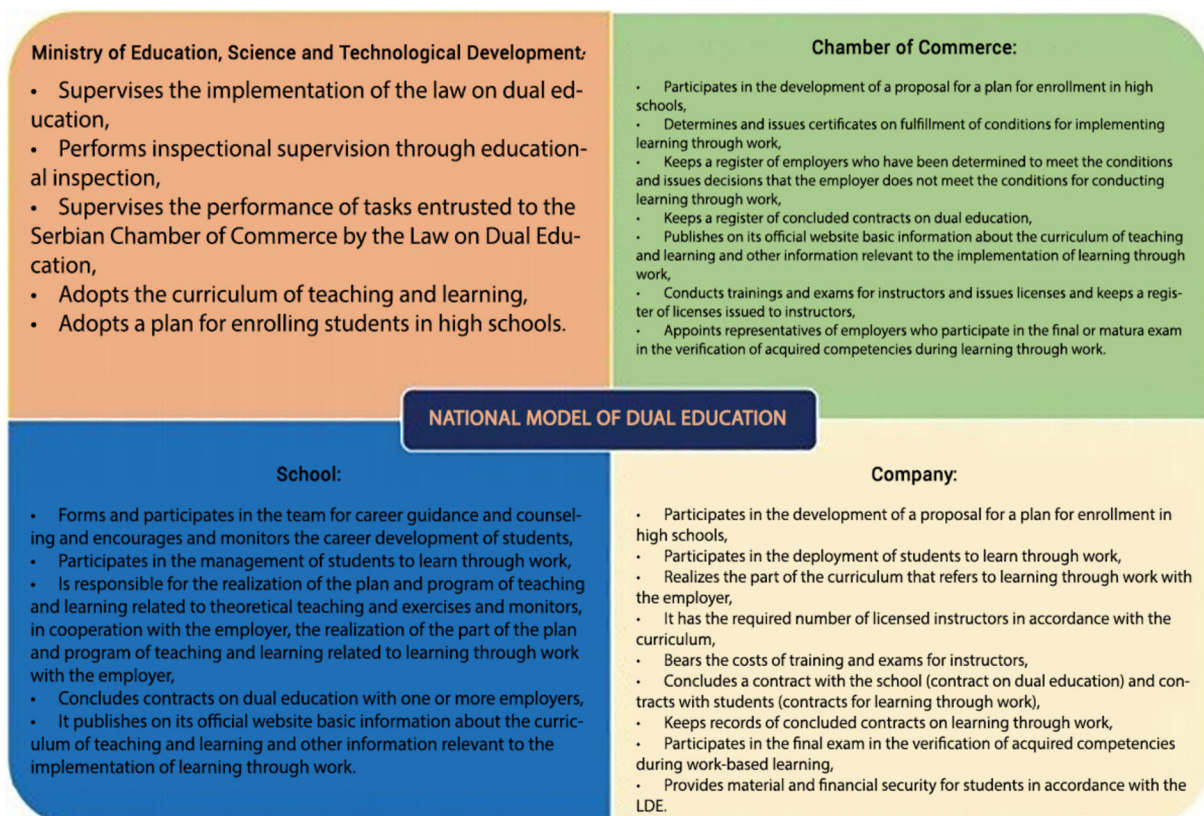 Ministry of Education, Science and Technological Development:
• Supervises the implementation of the law on dual ed-
ucation,
• Performs inspectional supervision through education-
al inspection,
• Supervises the performance of tasks entrusted to the
Serbian Chamber of Commerce by the Law on Dual Edu-
cation,
• Adopts the curriculum of teaching and learning,
• Adopts a plan for enrolling students in high schools.
Chamber of Commerce:
• Participates in the development of a proposal for a plan for enrollment in high
schools,
• Determines and issues certificates on fulfillment of conditions for implementing
learning through work,
• Keeps a register of employers who have been determined to meet the conditions
and issues decisions that the employer does not meet the conditions for conducting
learning through work,
• Keeps a register of concluded contracts on dual education,
• Publishes on its official website basic information about the curriculum of teaching
and learning and other information relevant to the implementation of learning through
work,
• Conducts trainings and exams for instructors and issues licenses and keeps a regis-
ter of licenses issued to instructors,
• Appoints representatives of employers who participate in the final or matura exam
in the verification of acquired competencies during learning through work.
NATIONAL MODEL OF DUAL EDUCATION
School:
• Forms and participates in the team for career guidance and counsel-
ing and encourages and monitors the career development of students,
• Participates in the management of students to learn through work,
• Is responsible for the realization of the plan and program of teaching
and learning related to theoretical teaching and exercises and monitors,
in cooperation with the employer, the realization of the part of the plan
and program of teaching and learning related to learning through work
with the employer,
• Concludes contracts on dual education with one or more employers,
• It publishes on its official website basic information about the curric-
ulum of teaching and learning and other information relevant to the
implementation of learning through work.
Company:
• Participates in the development of a proposal for a plan for enrollment in
high schools,
• Participates in the deployment of students to learn through work,
• Realizes the part of the curriculum that refers to learning through work with
the employer,
• It has the required number of licensed instructors in accordance with the
curriculum,
• Bears the costs of training and exams for instructors,
• Concludes a contract with the school (contract on dual education) and con-
tracts with students (contracts for learning through work),
• Keeps records of concluded contracts on learning through work,
• Participates in the final exam in the verification of acquired competencies
during work-based learning,
• Provides material and financial security for students in accordance with the
LDE.